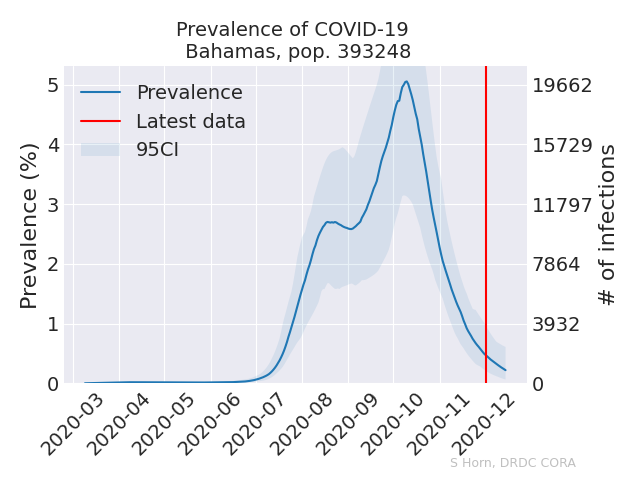 Prevalence of COVID-19
Bahamas, pop. 393248
Prevalence
Latest data
95CI
Prevalence (%)
5
4
3
2
1
0
19662
15729
11797
7864
3932
0
# of infections
2020-03
2020-04
2020-05
2020-06
2020-07
2020-08
2020-09
2020-10
2020-11
2020-12
S Horn, DRDC CORA